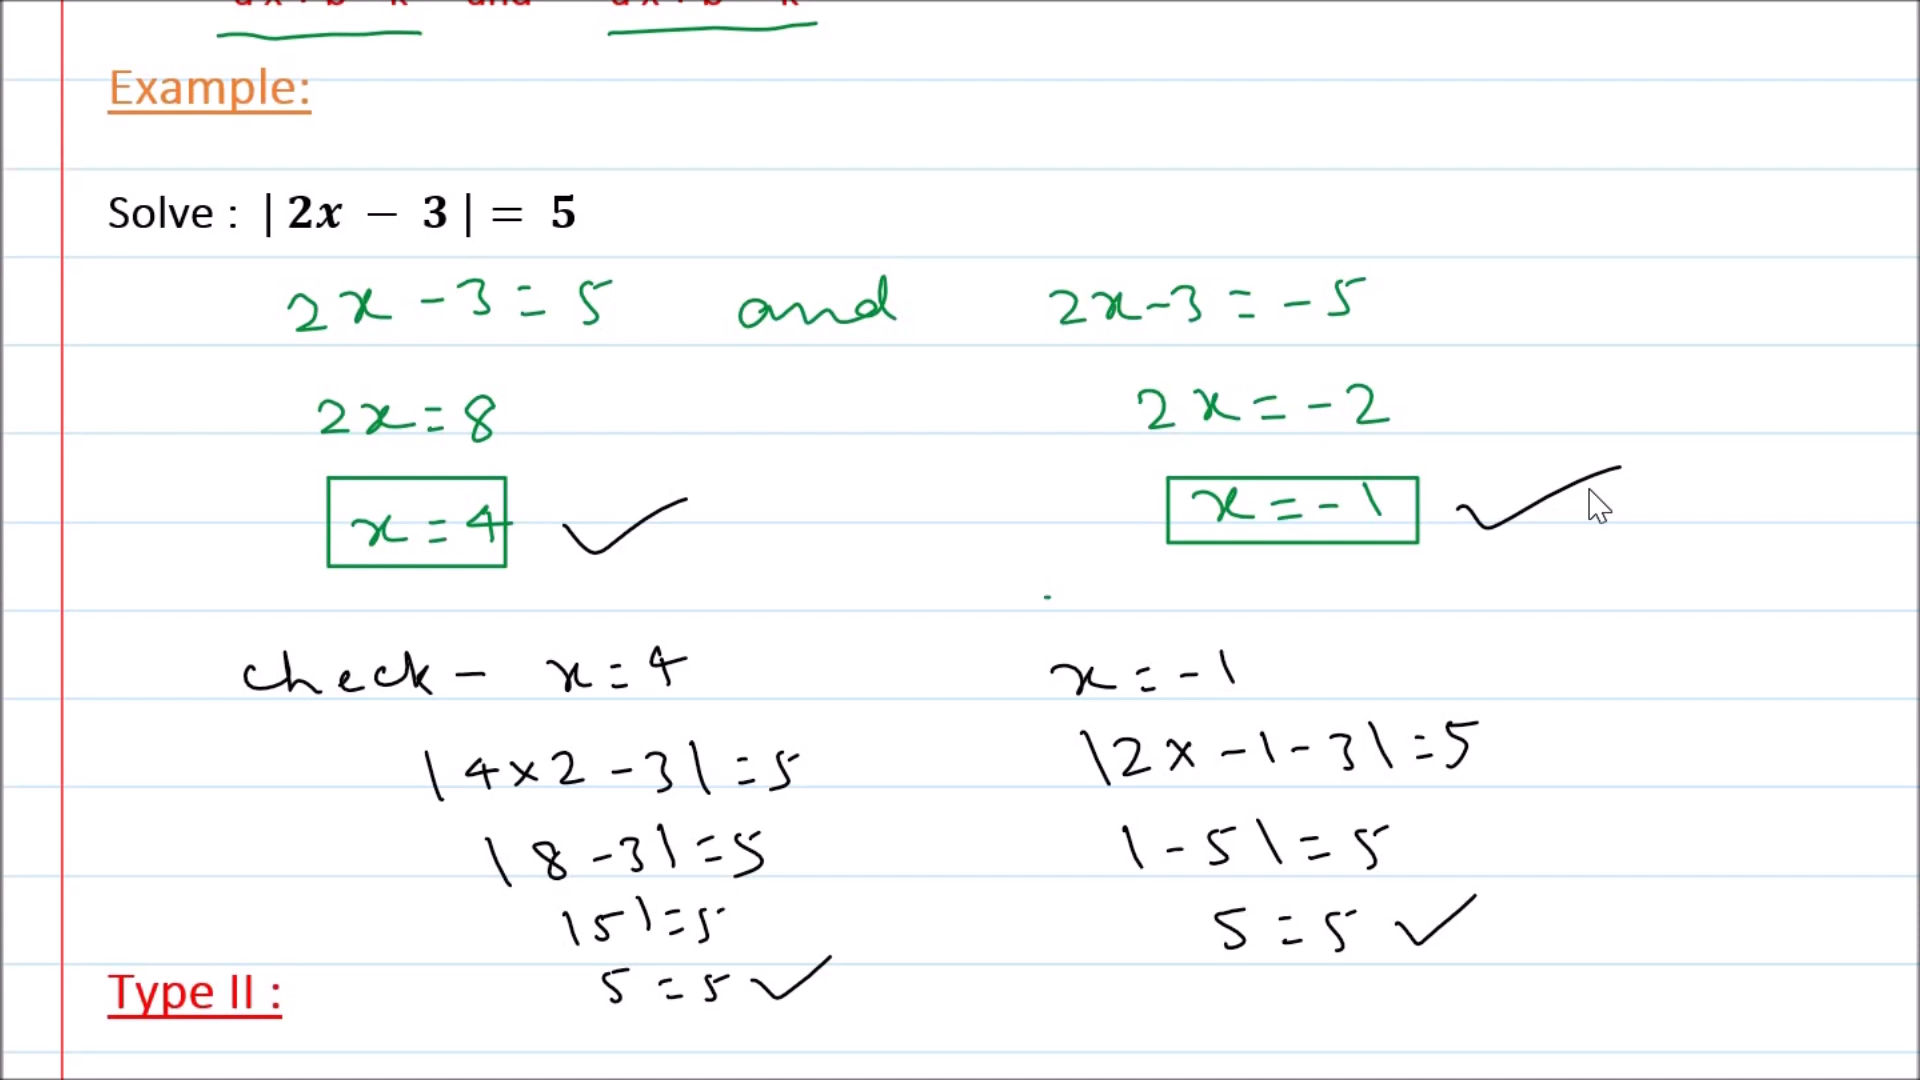 Example:
Solve : | 2x − 3 | = 5
2x - 3 = 5 and 2x - 3 = - 5
2x = 8 2x = - 2
x = 4 x = - 1
check - x = 4 x = - 1
| 4 x 2 - 3 | = 5 | 2 x - 1 - 3 | = 5
| 8 - 3 | = 5 | - 5 | = 5
| 5 | = 5 5 = 5
5 = 5
Type II :